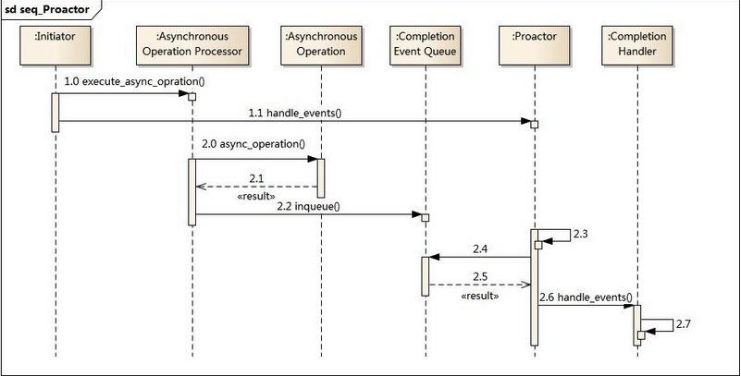 sd seq_Proactor
:Initiator
:Asynchronous
Operation Processor
:Asynchronous
Operation
:Completion
Event Queue
:Proactor
:Completion
Handler
1.0 execute_async_opration()
1.1 handle_events()
2.0 async_operation()
2.1
«result»
2.2 inqueue()
2.3
2.4
2.5
«result»
2.6 handle_events()
2.7